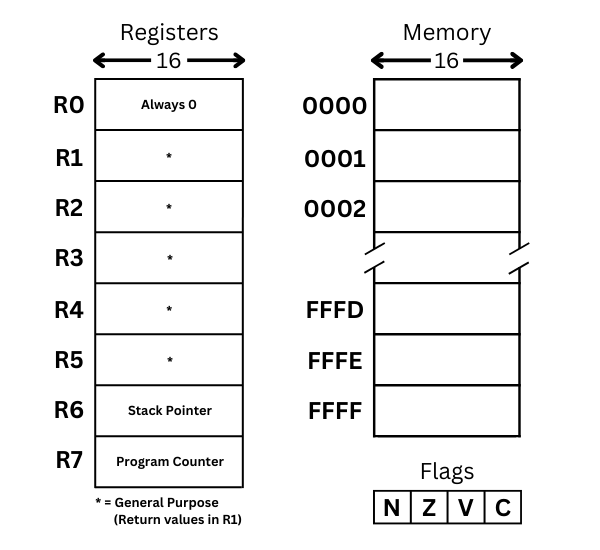 Registers
16
R0 Always 0
R1 *
R2 *
R3 *
R4 *
R5 *
R6 Stack Pointer
R7 Program Counter
* = General Purpose
(Return values in R1)
Memory
16
0000
0001
0002
FFFD
FFFE
FFFF
Flags
N Z V C